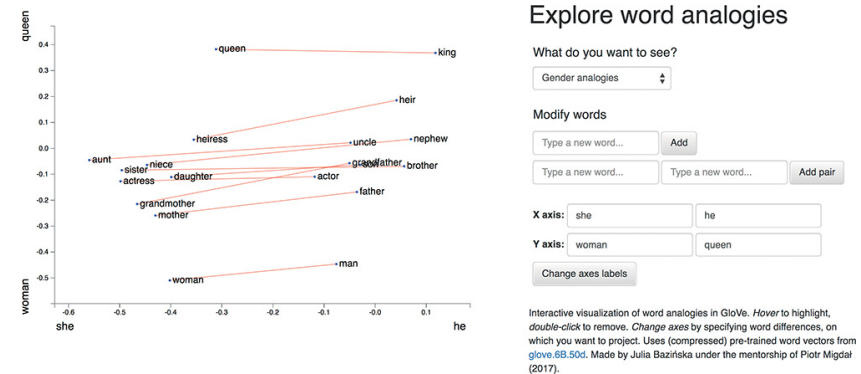 queen
0.4
0.3
0.2
0.1
0.0
-0.1
-0.2
-0.3
-0.4
-0.5
woman
queen
king
heir
heiress
uncle
nephew
aunt
niece
grandfather
son
brother
sister
daughter
actress
actor
father
grandmother
mother
man
woman
-0.6 -0.5 -0.4 -0.3 -0.2 -0.1 -0.0 0.1
she he
Explore word analogies
What do you want to see?
Gender analogies
Modify words
Type a new word... Add
Type a new word... Type a new word... Add pair
X axis: she he
Y axis: woman queen
Change axes labels
Interactive visualization of word analogies in GloVe. Hover to highlight,
double-click to remove. Change axes by specifying word differences, on
which you want to project. Uses (compressed) pre-trained word vectors from
glove.6B.50d. Made by Julia Bazińska under the mentorship of Piotr Migdał
(2017).